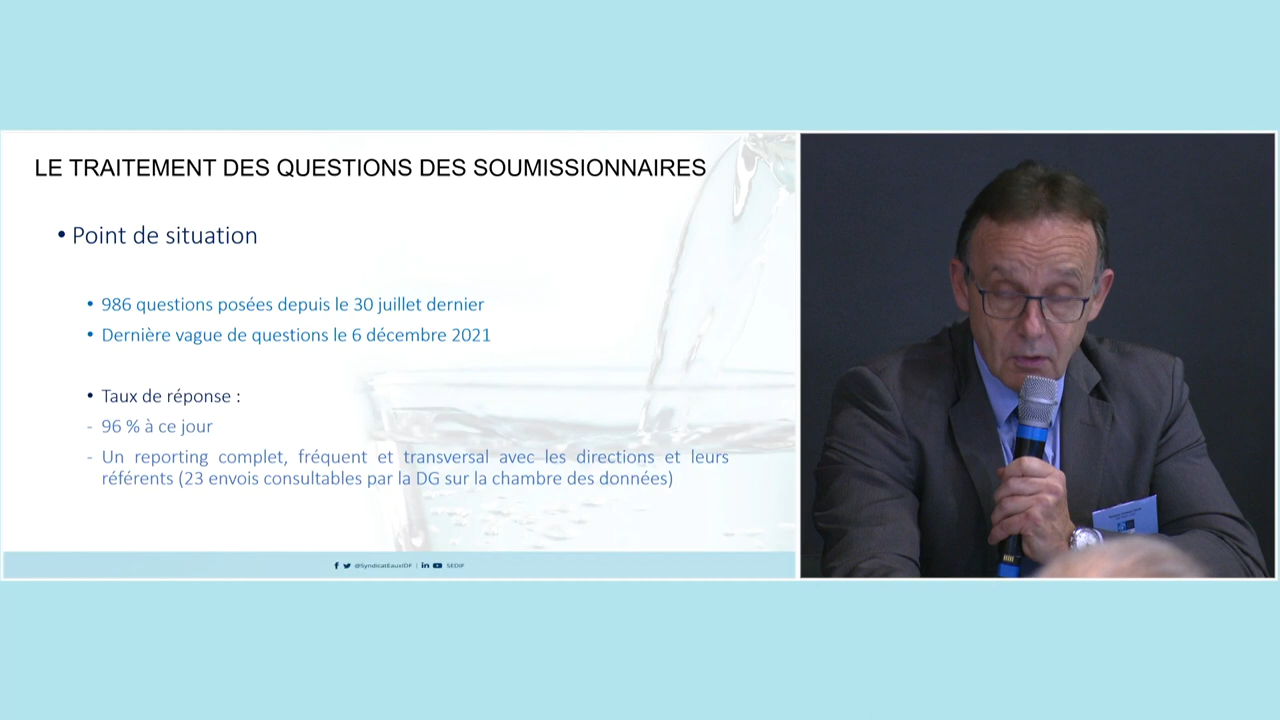 LE TRAITEMENT DES QUESTIONS DES SOUMISSIONNAIRES
• Point de situation
• 986 questions posées depuis le 30 juillet dernier
• Dernière vague de questions le 6 décembre 2021
• Taux de réponse :
- 96 % à ce jour
- Un reporting complet, fréquent et transversal avec les directions et leurs
référents (23 envois consultables par la DG sur la chambre des données)
@SyndicatEauxIDF | SEDIF